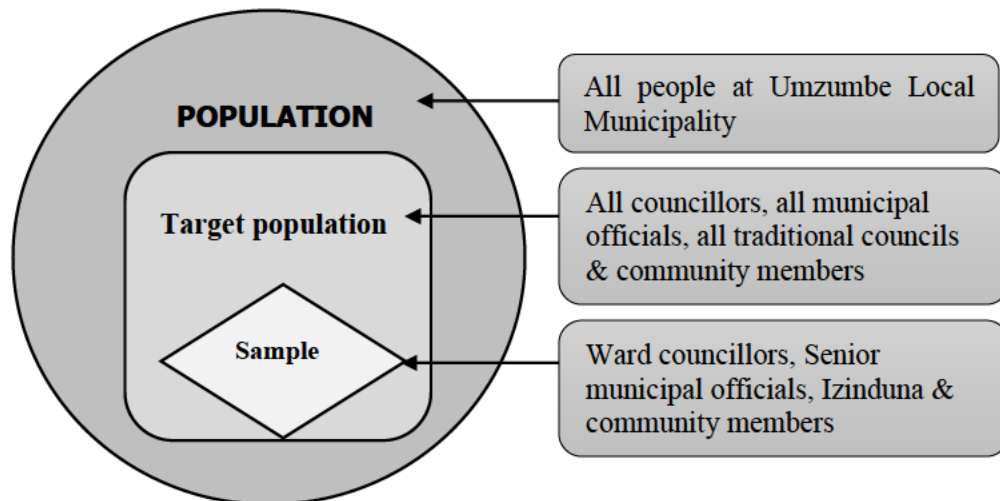 POPULATION
All people at Umzumbe Local
Municipality
Target population
All councillors, all municipal
officials, all traditional councils
& community members
Sample
Ward councillors, Senior
municipal officials, Izinduna &
community members